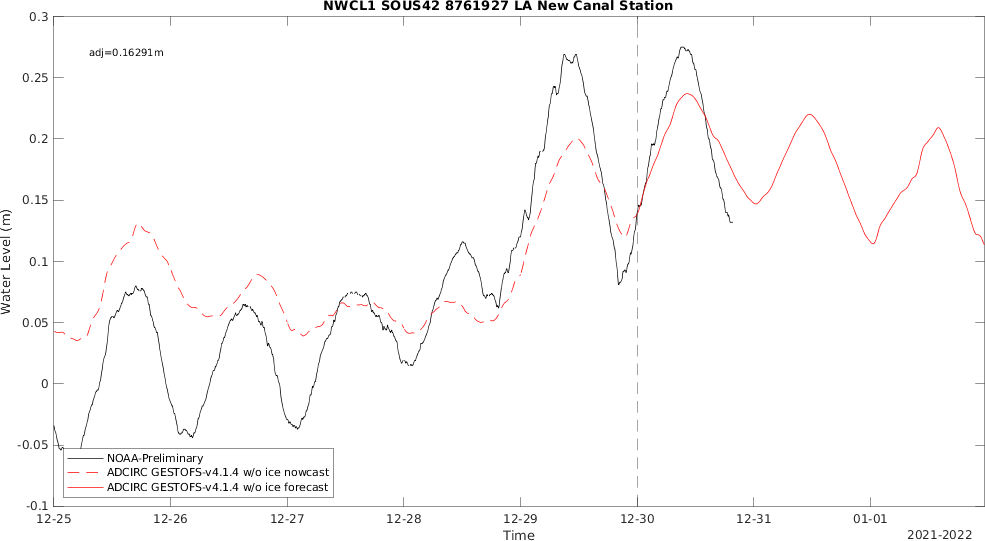 NWCL1 SOUS42 8761927 LA New Canal Station
adj=0.16291m
0.3
0.25
0.2
0.15
0.1
0.05
0
-0.05
-0.1
Water Level (m)
NOAA-Preliminary
ADCIRC GESTOFS-v4.1.4 w/o ice nowcast
ADCIRC GESTOFS-v4.1.4 w/o ice forecast
12-25 12-26 12-27 12-28 12-29 12-30 12-31 01-01
Time
2021-2022